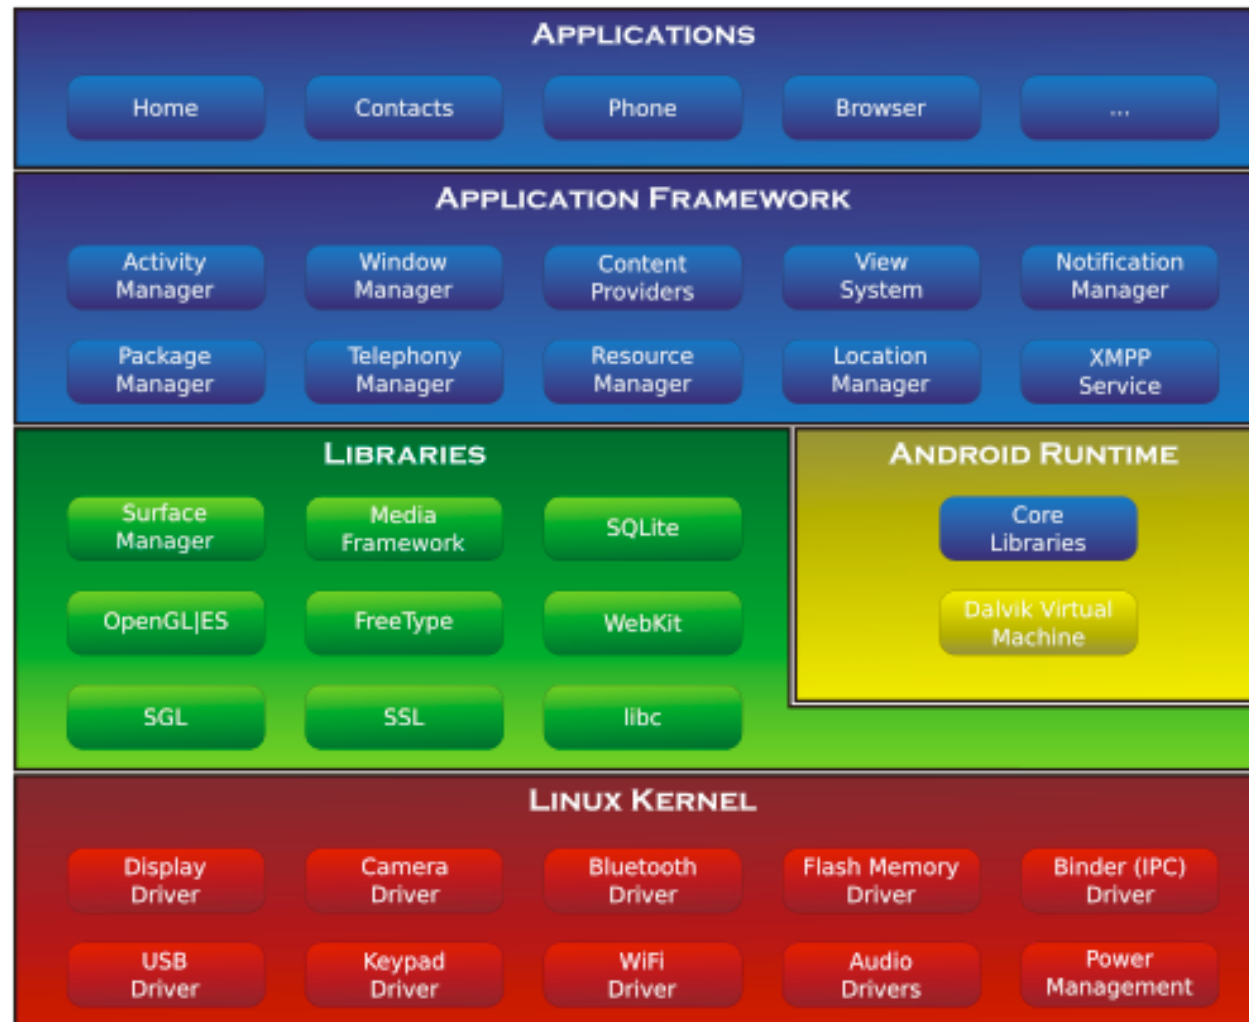 APPLICATIONS
Home
Contacts
Phone
Browser
...
APPLICATION FRAMEWORK
Activity
Manager
Window
Manager
Content
Providers
View
System
Notification
Manager
Package
Manager
Telephony
Manager
Resource
Manager
Location
Manager
XMPP
Service
LIBRARIES
Surface
Manager
Media
Framework
SQLite
OpenGL|ES
FreeType
WebKit
SGL
SSL
libc
ANDROID RUNTIME
Core
Libraries
Dalvik Virtual
Machine
LINUX KERNEL
Display
Driver
Camera
Driver
Bluetooth
Driver
Flash Memory
Driver
Binder (IPC)
Driver
USB
Driver
Keypad
Driver
WiFi
Driver
Audio
Drivers
Power
Management